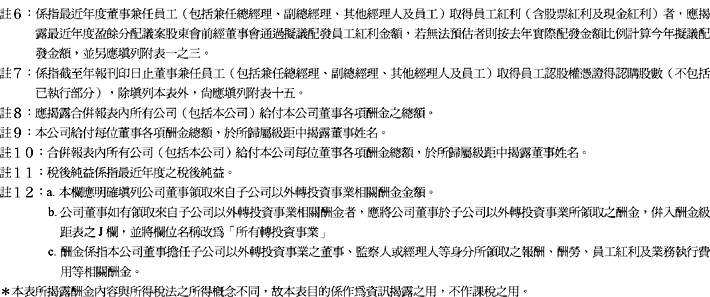 註６：係指最近年度董事兼任員工（包括兼任總經理、副總經理、其他經理人及員工）取得員工紅利（含股票紅利及現金紅利）者，應揭
露最近年度盈餘分配議案股東會前經董事會通過擬議配發員工紅利金額，若無法預估者則按去年實際配發金額比例計算今年擬議配
發金額，並另應填列附表一之三。
註７：係指截至年報刊印日止董事兼任員工（包括兼任總經理、副總經理、其他經理人及員工）取得員工認股權憑證得認購股數（不包括
已執行部分），除填列本表外，尚應填列附表十五。
註８：應揭露合併報表內所有公司（包括本公司）給付本公司董事各項酬金之總額。
註９：本公司給付每位董事各項酬金總額，於所歸屬級距中揭露董事姓名。
註１０：合併報表內所有公司（包括本公司）給付本公司每位董事各項酬金總額，於所歸屬級距中揭露董事姓名。
註１１：稅後純益係指最近年度之稅後純益。
註１２：a. 本欄應明確填列公司董事領取來自子公司以外轉投資事業相關酬金金額。
b. 公司董事如有領取來自子公司以外轉投資事業相關酬金者，應將公司董事於子公司以外轉投資事業所領取之酬金，併入酬金級
距表之Ｊ欄，並將欄位名稱改為「所有轉投資事業」
c. 酬金係指本公司董事擔任子公司以外轉投資事業之董事、監察人或經理人等身分所領取之報酬、酬勞、員工紅利及業務執行費
用等相關酬金。
＊本表所揭露酬金內容與所得稅法之所得概念不同，故本表目的係作為資訊揭露之用，不作課稅之用。